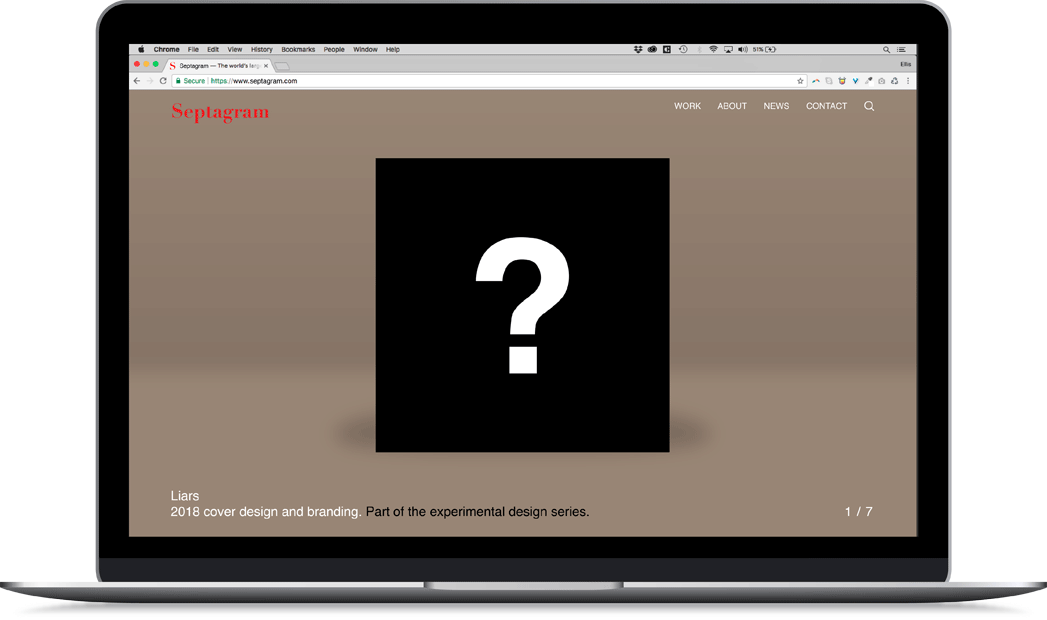 Chrome File Edit View History Bookmarks People Window Help 51%
Septagram — The world's larg
Ellis
Secure https://www.septagram.com
Septagram WORK ABOUT NEWS CONTACT
?
Liars
2018 cover design and branding. Part of the experimental design series. 1 / 7